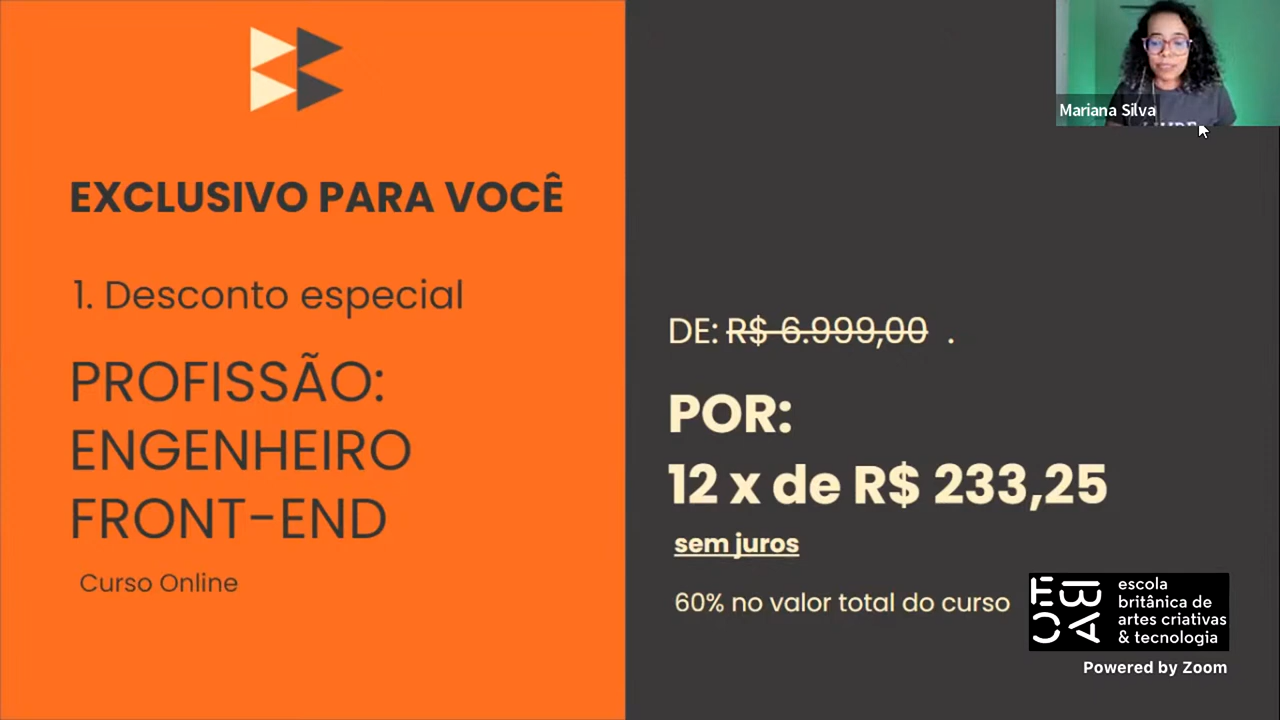 EXCLUSIVO PARA VOCÊ
1. Desconto especial
PROFISSÃO:
ENGENHEIRO
FRONT-END
Curso Online
Mariana Silva
DE: R$ 6.999,00 .
POR:
12 x de R$ 233,25
sem juros
60% no valor total do curso
EBAC
escola
britânica de
artes criativas
& tecnologia
Powered by Zoom